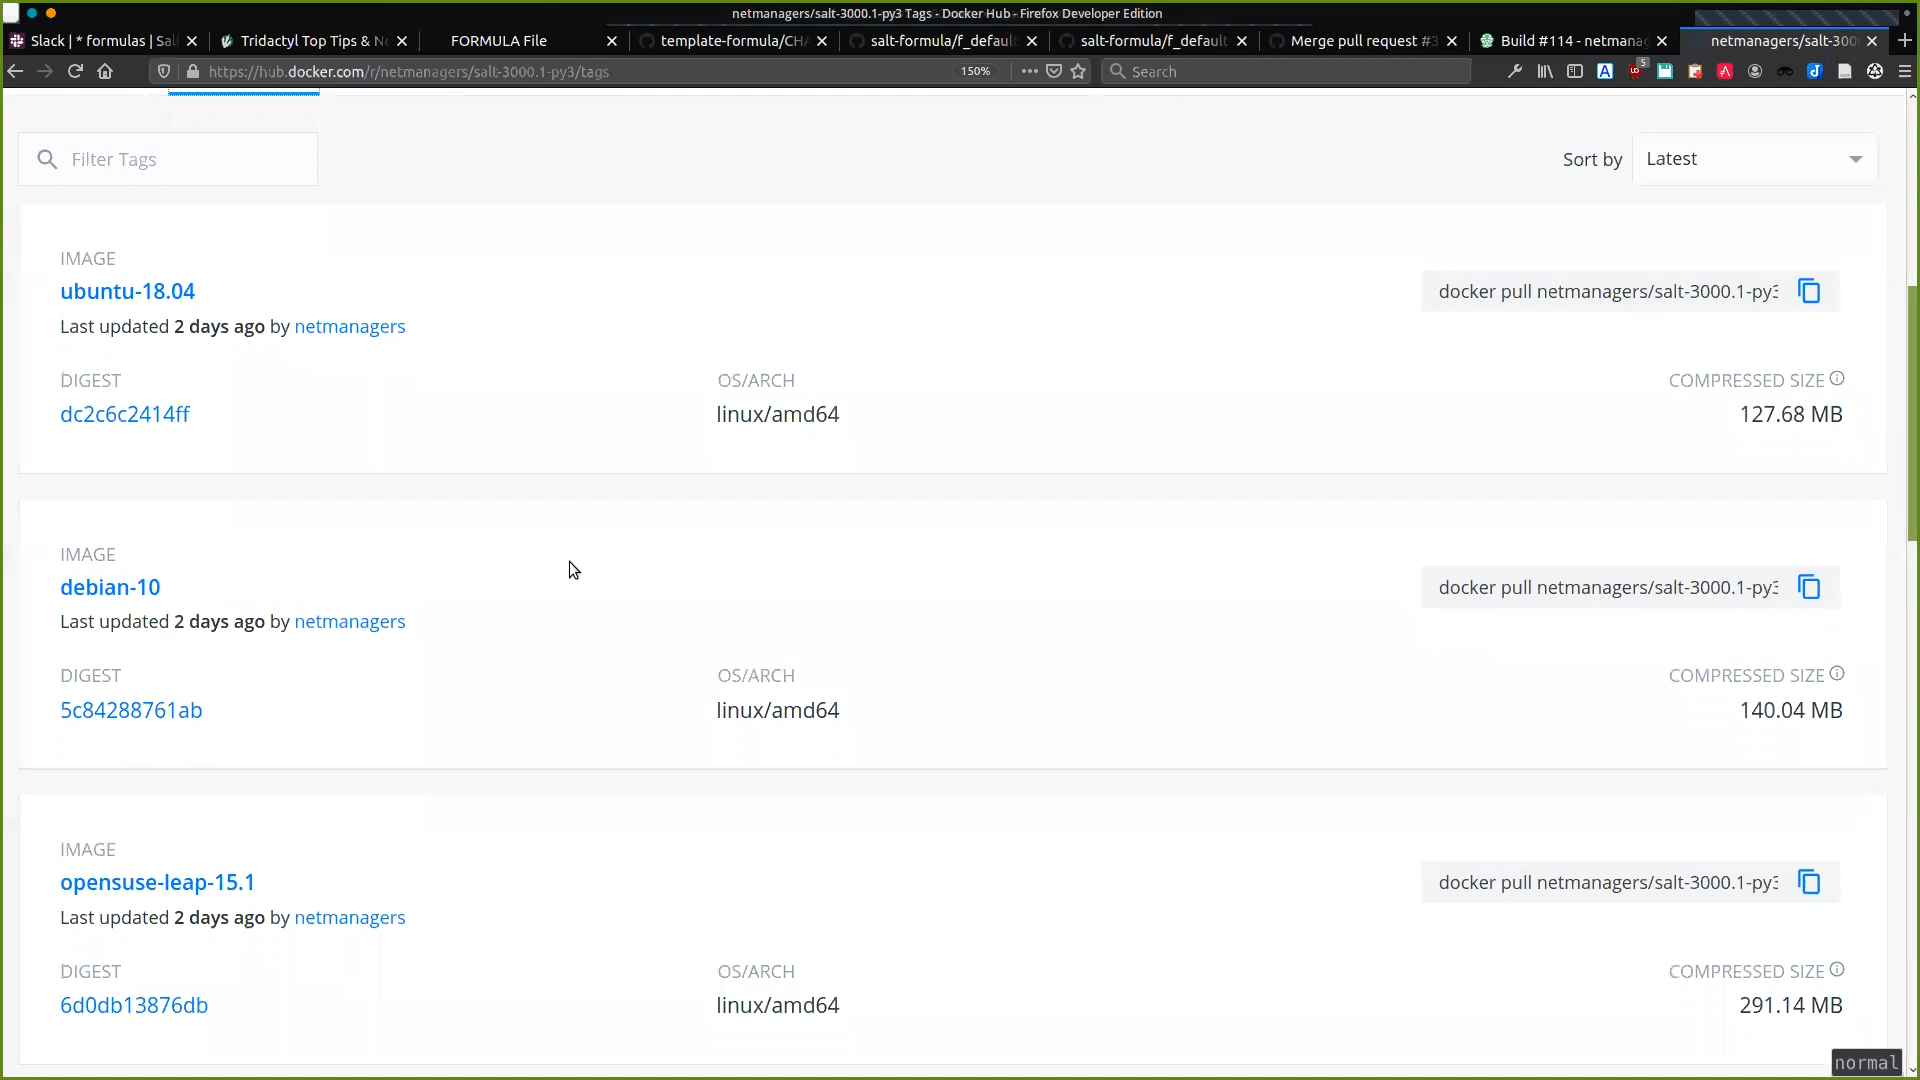 netmanagers/salt-3000.1-py3 Tags - Docker Hub - Firefox Developer Edition
Slack | * formulas | Sal
Tridactyl Top Tips & Ne
FORMULA File
template-formula/CHA
salt-formula/f_default
salt-formula/f_default
Merge pull request #3
Build #114 - netmanag
netmanagers/salt-300
https://hub.docker.com/r/netmanagers/salt-3000.1-py3/tags
150%
Search
5
Filter Tags
Sort by
Latest
IMAGE
ubuntu-18.04
docker pull netmanagers/salt-3000.1-py3
Last updated 2 days ago by netmanagers
DIGEST
OS/ARCH
COMPRESSED SIZE
dc2c6c2414ff
linux/amd64
127.68 MB
IMAGE
debian-10
docker pull netmanagers/salt-3000.1-py3
Last updated 2 days ago by netmanagers
DIGEST
OS/ARCH
COMPRESSED SIZE
5c84288761ab
linux/amd64
140.04 MB
IMAGE
opensuse-leap-15.1
docker pull netmanagers/salt-3000.1-py3
Last updated 2 days ago by netmanagers
DIGEST
OS/ARCH
COMPRESSED SIZE
6d0db13876db
linux/amd64
291.14 MB
normal